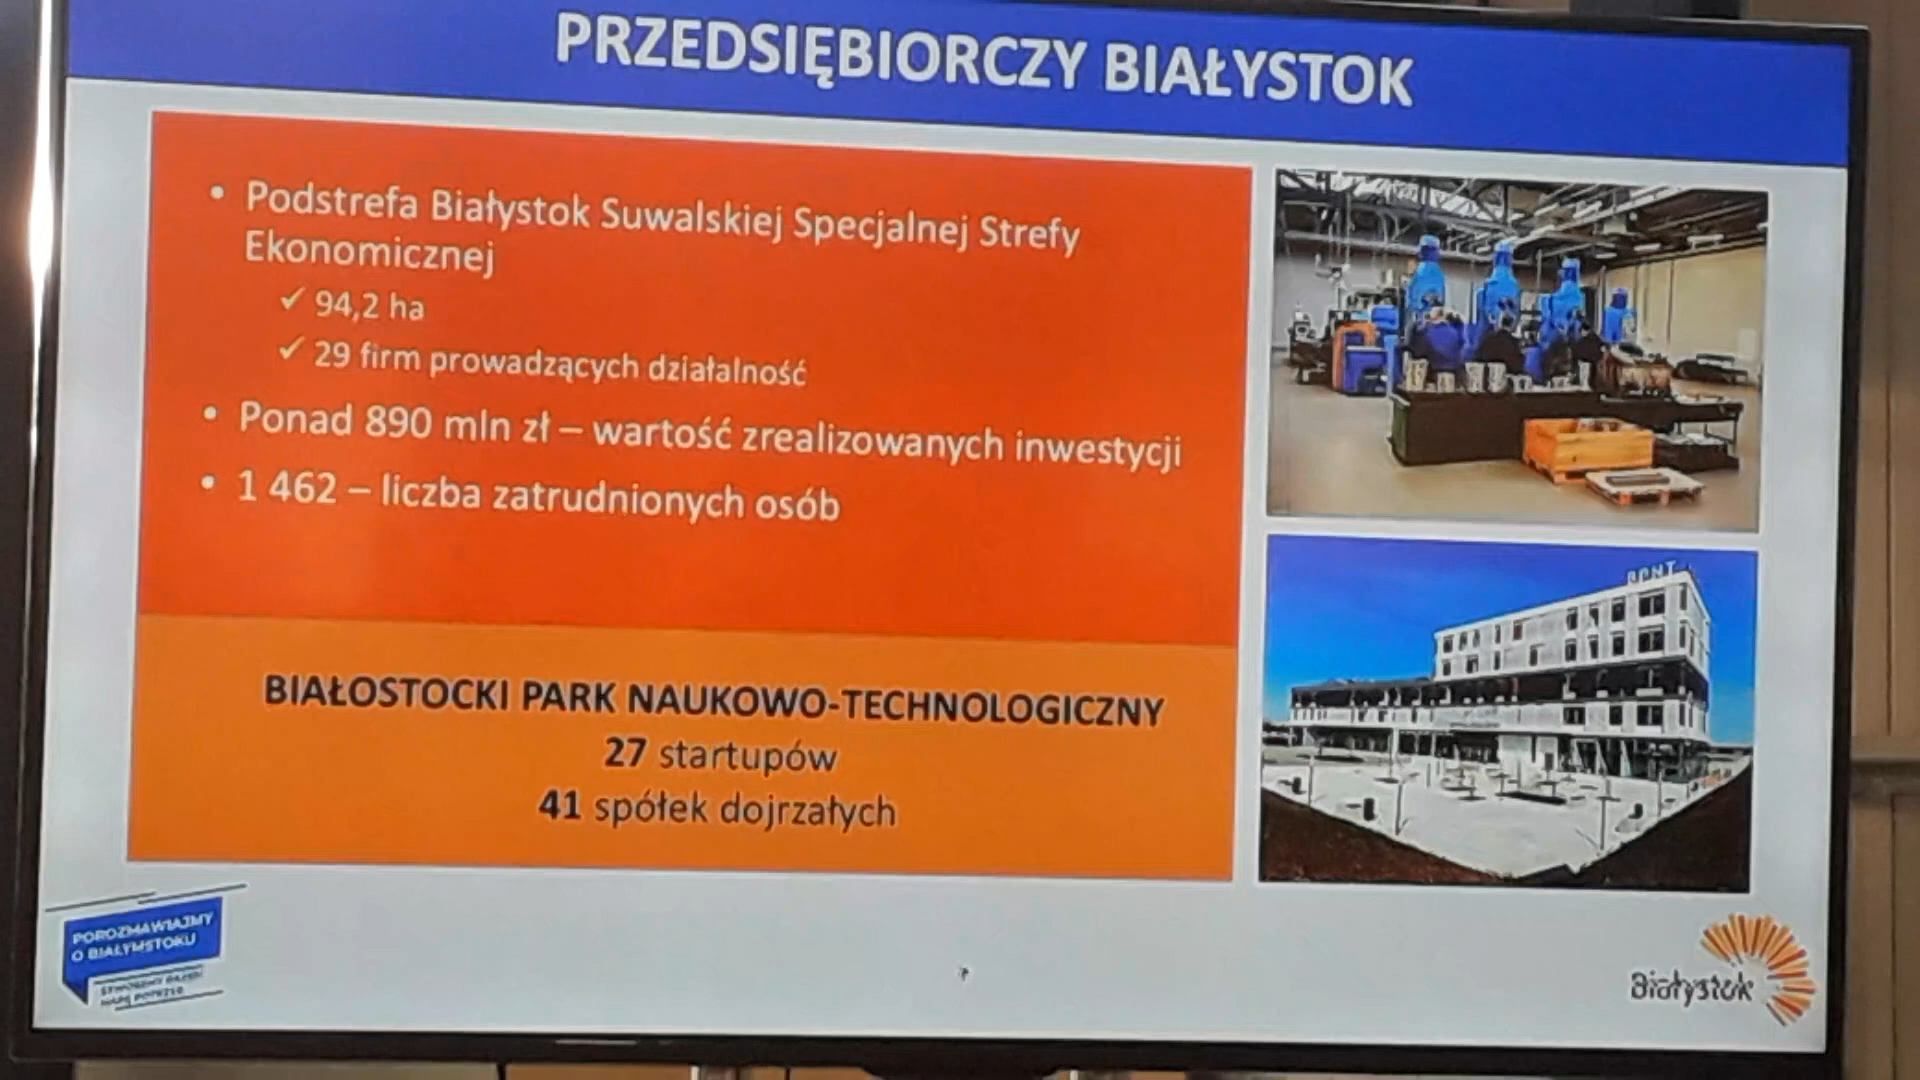 PRZEDSIĘBIORCZY BIAŁYSTOK
• Podstrefa Białystok Suwalskiej Specjalnej Strefy
Ekonomicznej
✓ 94,2 ha
✓ 29 firm prowadzących działalność
• Ponad 890 mln zł – wartość zrealizowanych inwestycji
• 1 462 – liczba zatrudnionych osób
BIAŁOSTOCKI PARK NAUKOWO-TECHNOLOGICZNY
27 startupów
41 spółek dojrzałych
BPNT
POROZMAWIAJMY
O BIAŁYMSTOKU
Białystok